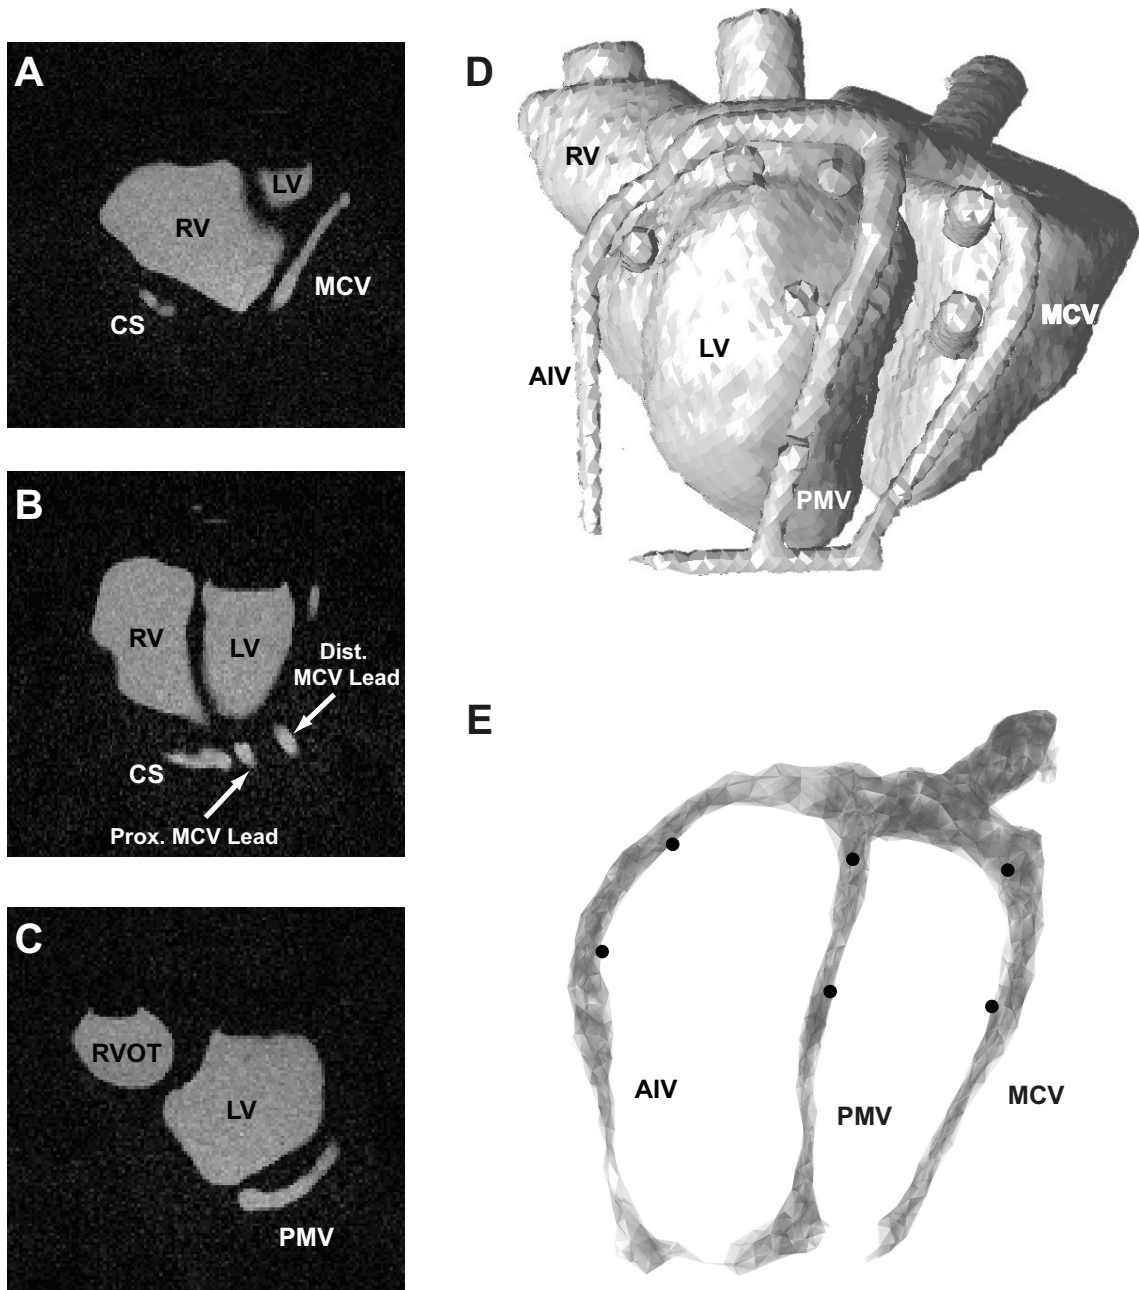 A
LV
RV
MCV
CS
B
RV
LV
Dist.
MCV Lead
CS
Prox. MCV Lead
C
RVOT
LV
PMV
D
RV
MCV
LV
AIV
PMV
E
AIV
PMV
MCV